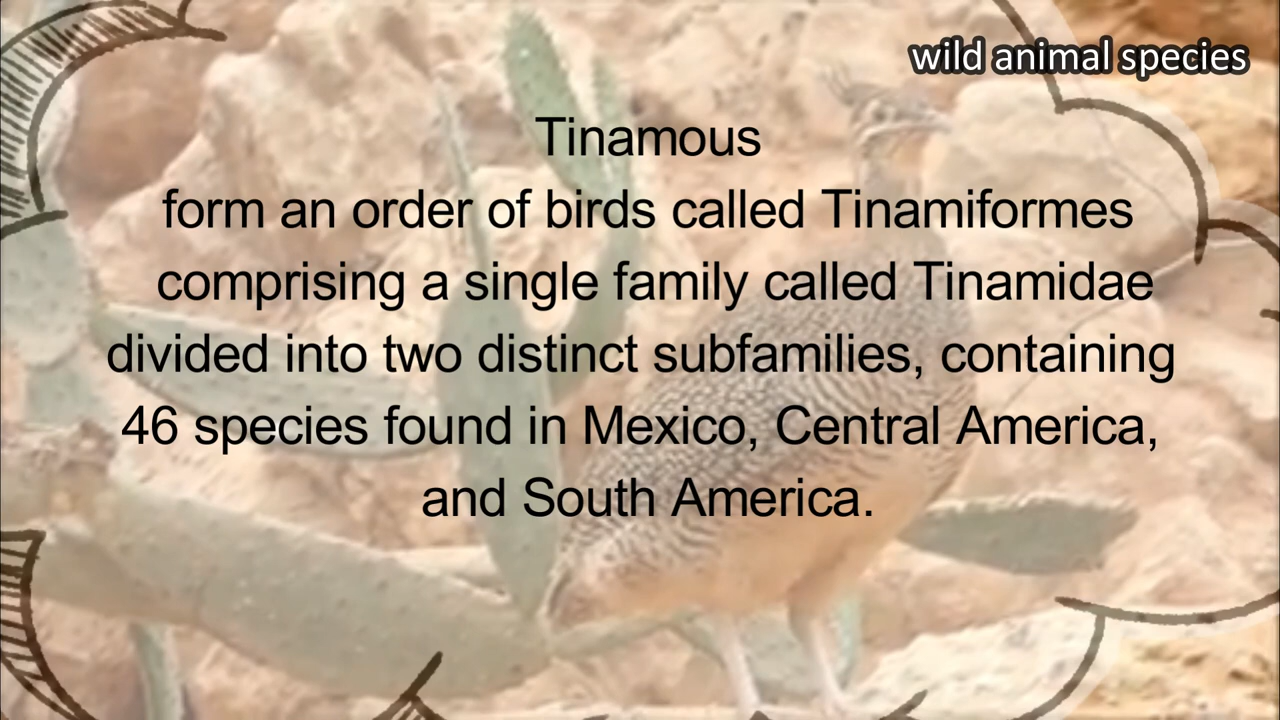 wild animal species
Tinamous
form an order of birds called Tinamiformes
comprising a single family called Tinamidae
divided into two distinct subfamilies, containing
46 species found in Mexico, Central America,
and South America.